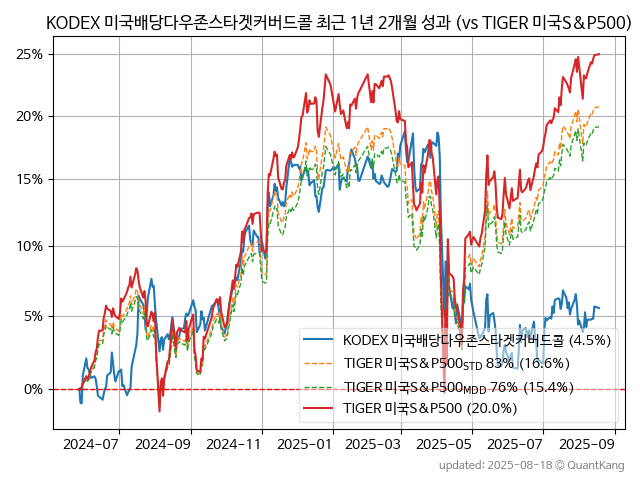 KODEX 미국배당다우존스타겟커버드콜 최근 1년 2개월 성과 (vs TIGER 미국S&P500)
25%
20%
15%
10%
5%
0%
KODEX 미국배당다우존스타겟커버드콜 (4.5%)
TIGER 미국S&P500STD 83% (16.6%)
TIGER 미국S&P500MDD 76% (15.4%)
TIGER 미국S&P500 (20.0%)
2024-07 2024-09 2024-11 2025-01 2025-03 2025-05 2025-07 2025-09
updated: 2025-08-18 © QuantKang